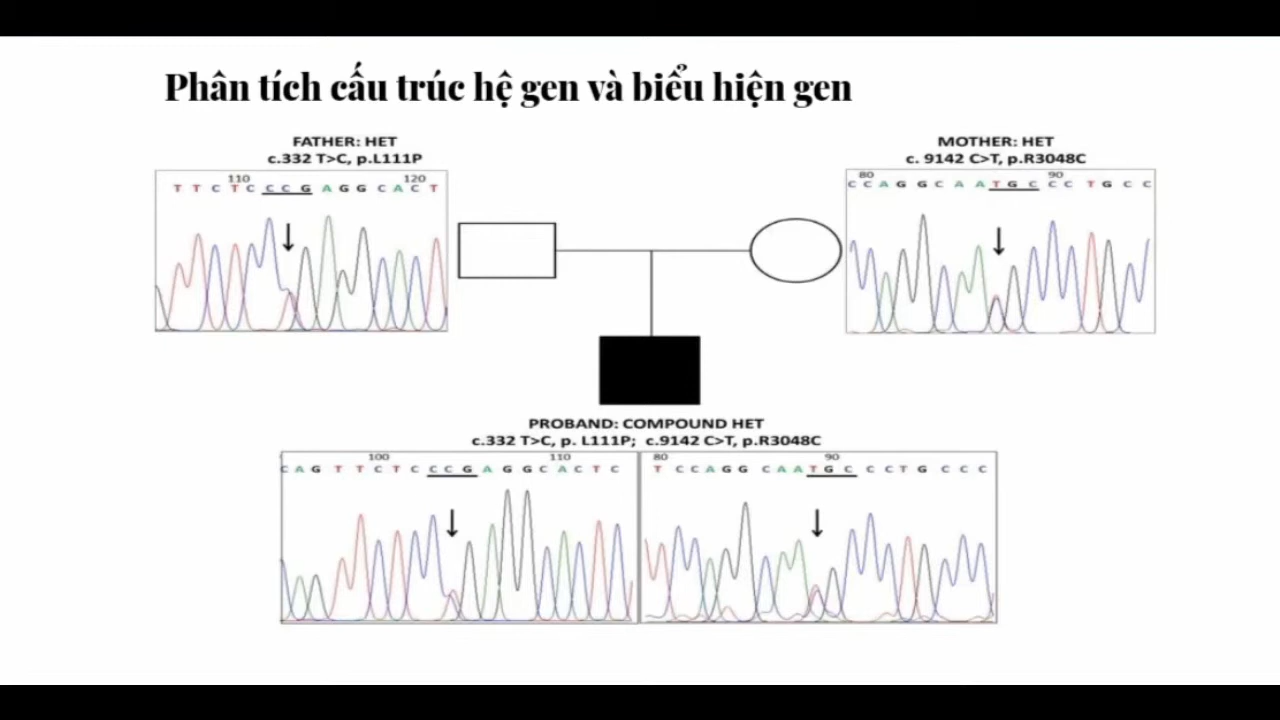 Phân tích cấu trúc hệ gen và biểu hiện gen
FATHER: HET
c.332 T>C, p.L111P
110 120
T T C T C C C G A G G C A C T
MOTHER: HET
c. 9142 C>T, p.R3048C
80 90
C C A G G C A A T G C C C T G C C
PROBAND: COMPOUND HET
c.332 T>C, p. L111P; c.9142 C>T, p.R3048C
100 110
C A G T T C T C C C G A G G C A C T C
80 90
T C C A G G C A A T G C C C T G C C C